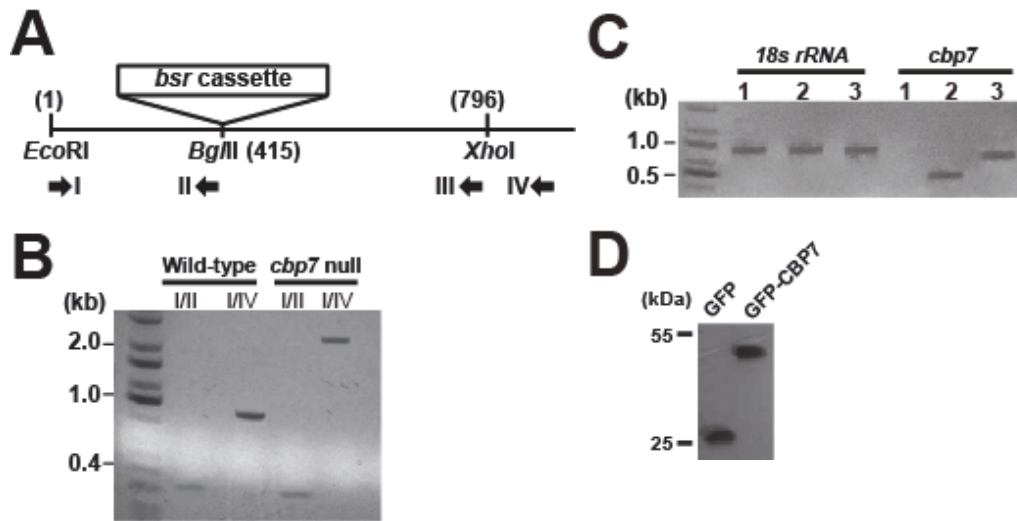 A
bsr cassette
(1)
(796)
EcoRI
BglII (415)
XhoI
I
II
III
IV
B
Wild-type
cbp7 null
(kb)
I/II
I/IV
I/II
I/IV
2.0
1.0
0.4
C
18s rRNA
cbp7
(kb)
1 2 3 1 2 3
1.0
0.5
D
(kDa)
GFP
GFP-CBP7
55
25